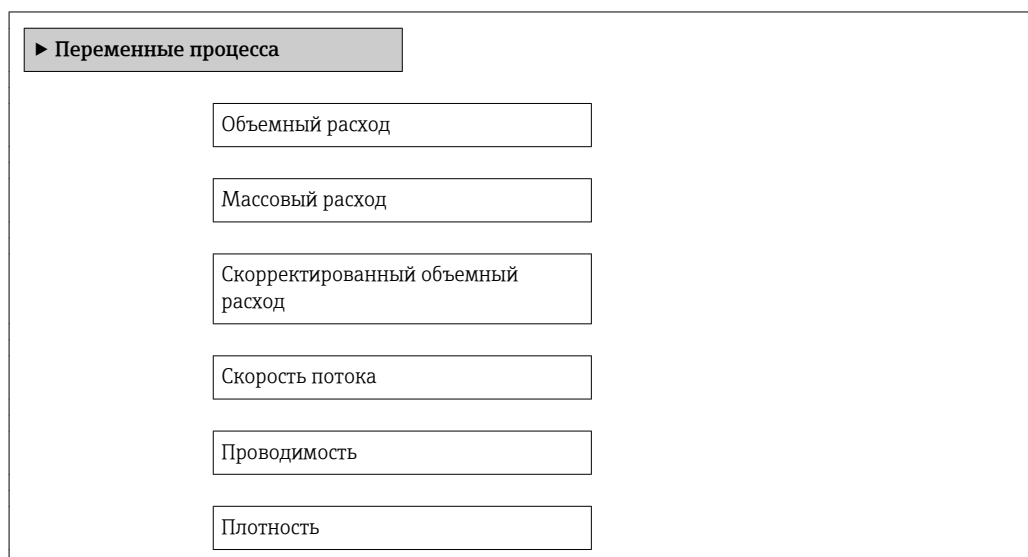 ► Переменные процесса
Объемный расход
Массовый расход
Скорректированный объемный
расход
Скорость потока
Проводимость
Плотность